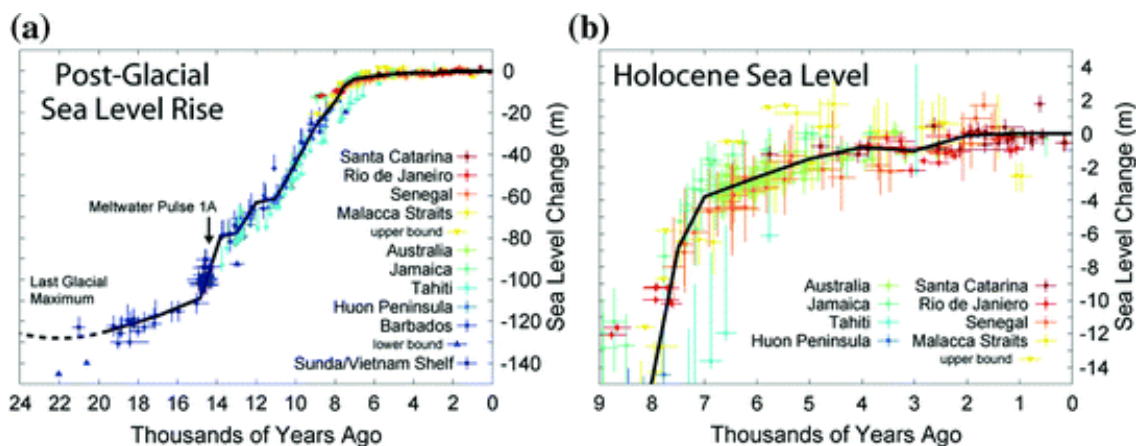 (a)
Post-Glacial
Sea Level Rise
Meltwater Pulse 1A
Last Glacial
Maximum
Santa Catarina
Rio de Janeiro
Senegal
Malacca Straits
upper bound
Australia
Jamaica
Tahiti
Huon Peninsula
Barbados
lower bound
Sunda/Vietnam Shelf
0
-20
-40
-60
-80
-100
-120
-140
Sea Level Change (m)
24 22 20 18 16 14 12 10 8 6 4 2 0
Thousands of Years Ago
(b)
Holocene Sea Level
Australia
Jamaica
Tahiti
Huon Peninsula
Santa Catarina
Rio de Janiero
Senegal
Malacca Straits
upper bound
4
2
0
-2
-4
-6
-8
-10
-12
-14
Sea Level Change (m)
9 8 7 6 5 4 3 2 1 0
Thousands of Years Ago